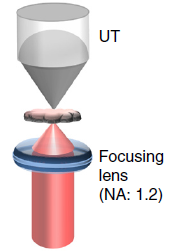 UT
Focusing
lens
(NA: 1.2)